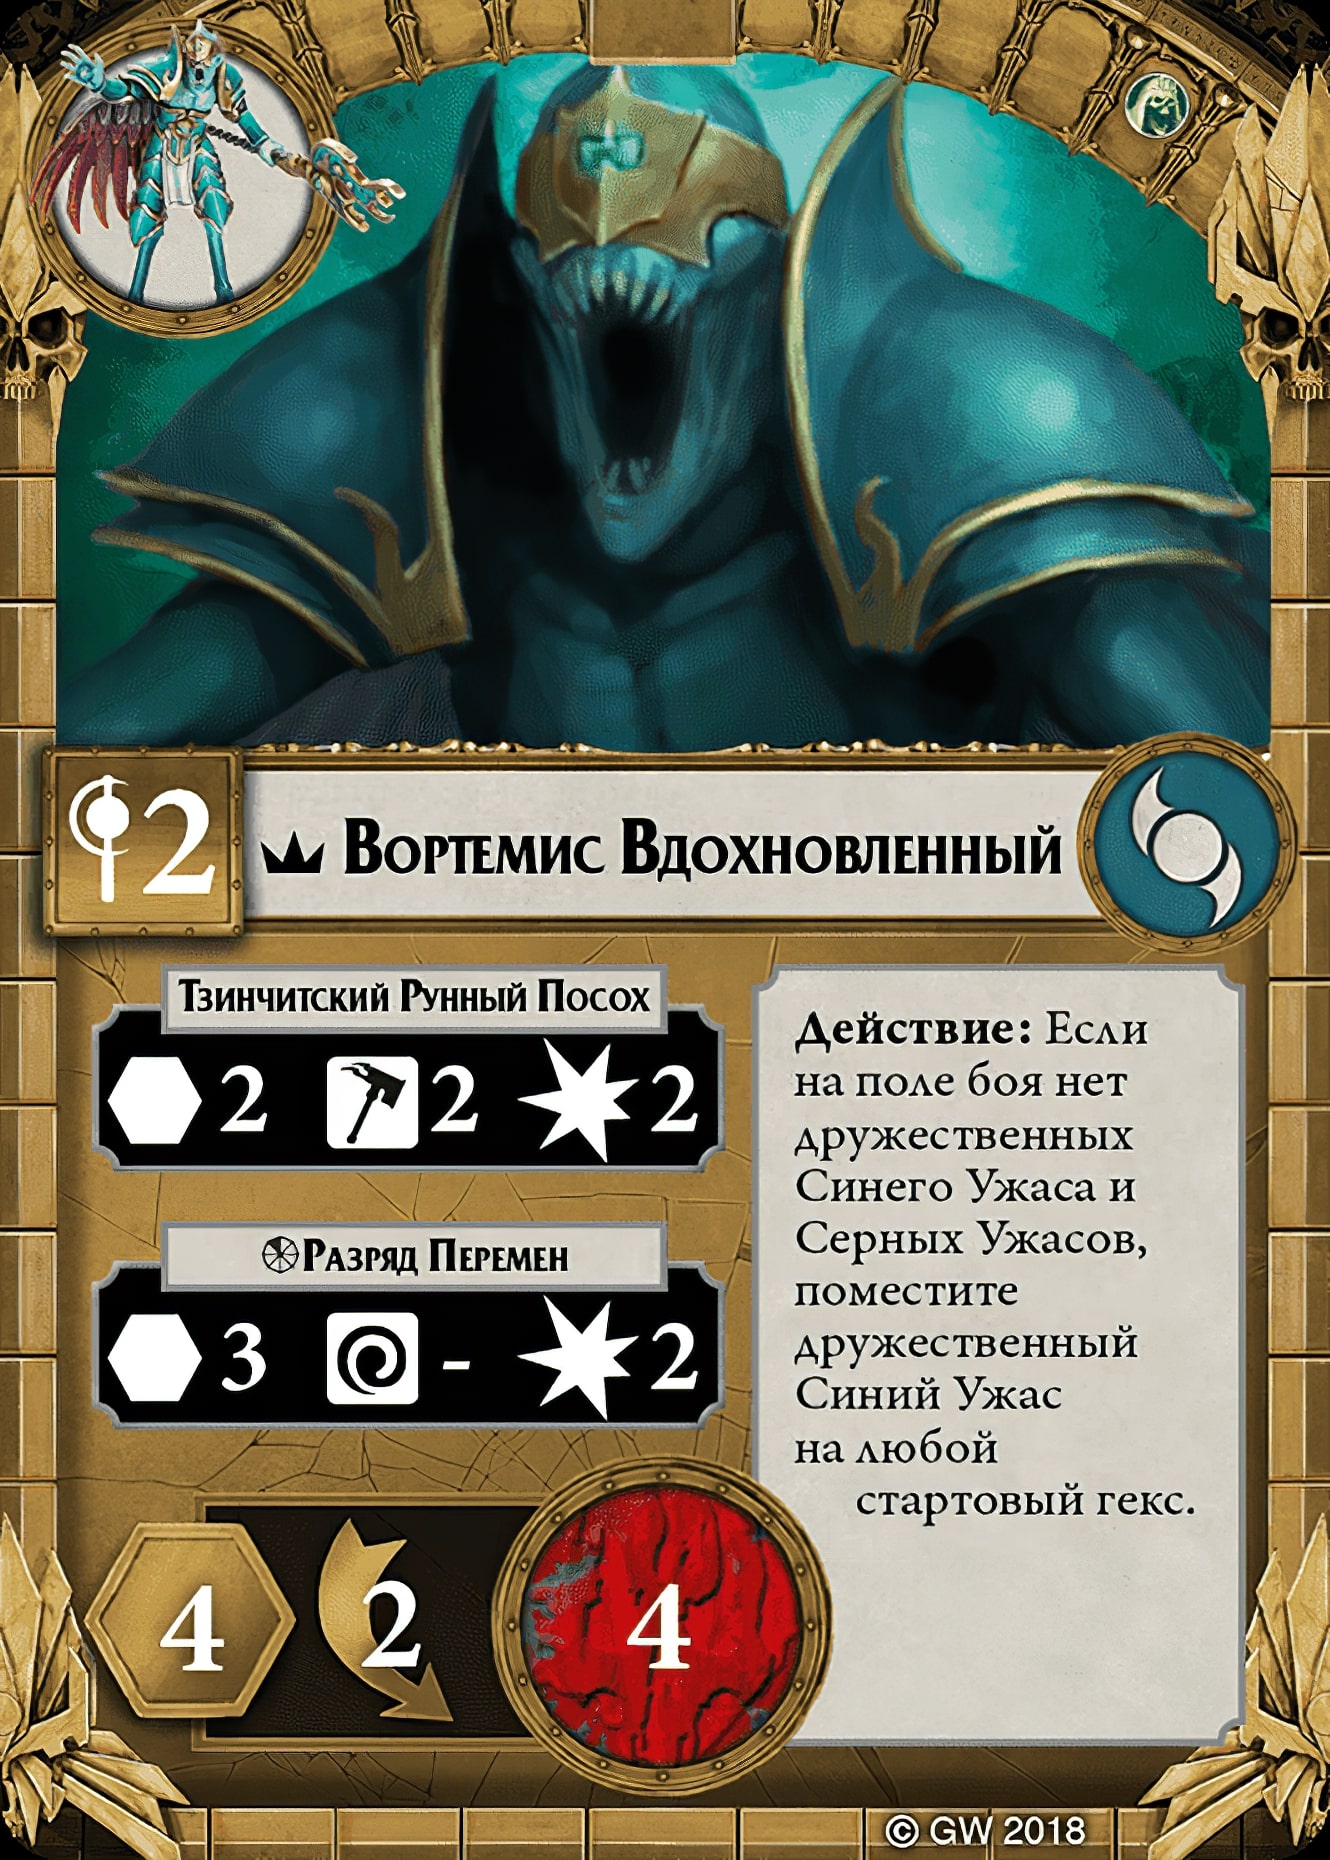 2 Вортемис Вдохновленный
Тзинчитский Рунный Посох
2 2 2
Разряд Перемен
3 - 2
4 2 4
Действие: Если
на поле боя нет
дружественных
Синего Ужаса и
Серных Ужасов,
поместите
дружественный
Синий Ужас
на любой
стартовый гекс.
© GW 2018